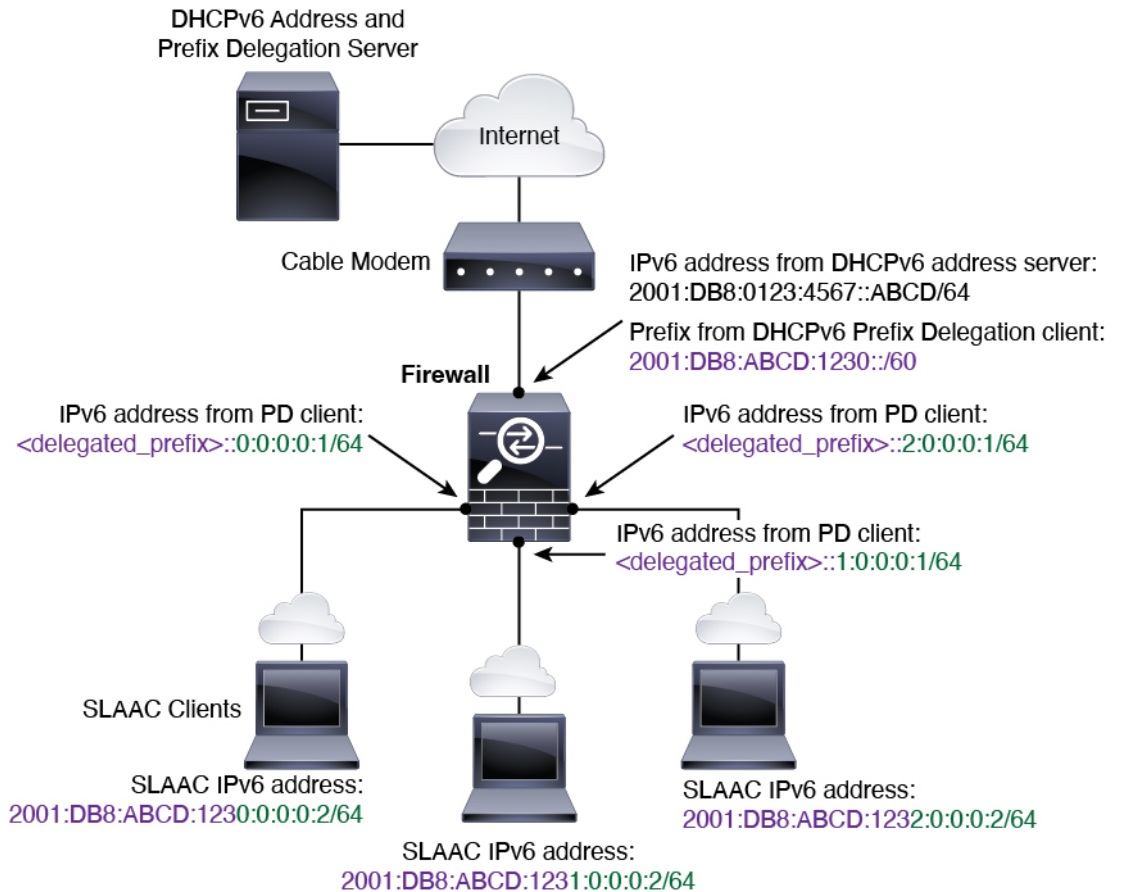 DHCPv6 Address and
Prefix Delegation Server
Internet
Cable Modem
IPv6 address from DHCPv6 address server:
2001:DB8:0123:4567::ABCD/64
Prefix from DHCPv6 Prefix Delegation client:
2001:DB8:ABCD:1230::/60
Firewall
IPv6 address from PD client:
<delegated_prefix>::0:0:0:0:1/64
IPv6 address from PD client:
<delegated_prefix>::2:0:0:0:1/64
IPv6 address from PD client:
<delegated_prefix>::1:0:0:0:1/64
SLAAC Clients
SLAAC IPv6 address:
2001:DB8:ABCD:1230:0:0:0:2/64
SLAAC IPv6 address:
2001:DB8:ABCD:1231:0:0:0:2/64
SLAAC IPv6 address:
2001:DB8:ABCD:1232:0:0:0:2/64